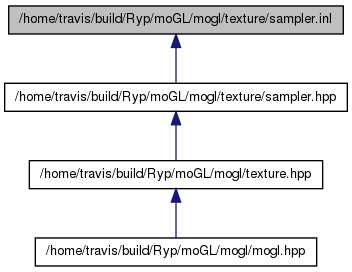 /home/travis/build/Ryp/moGL/mogl/texture/sampler.inl
/home/travis/build/Ryp/moGL/mogl/texture/sampler.hpp
/home/travis/build/Ryp/moGL/mogl/texture.hpp
/home/travis/build/Ryp/moGL/mogl/mogl.hpp